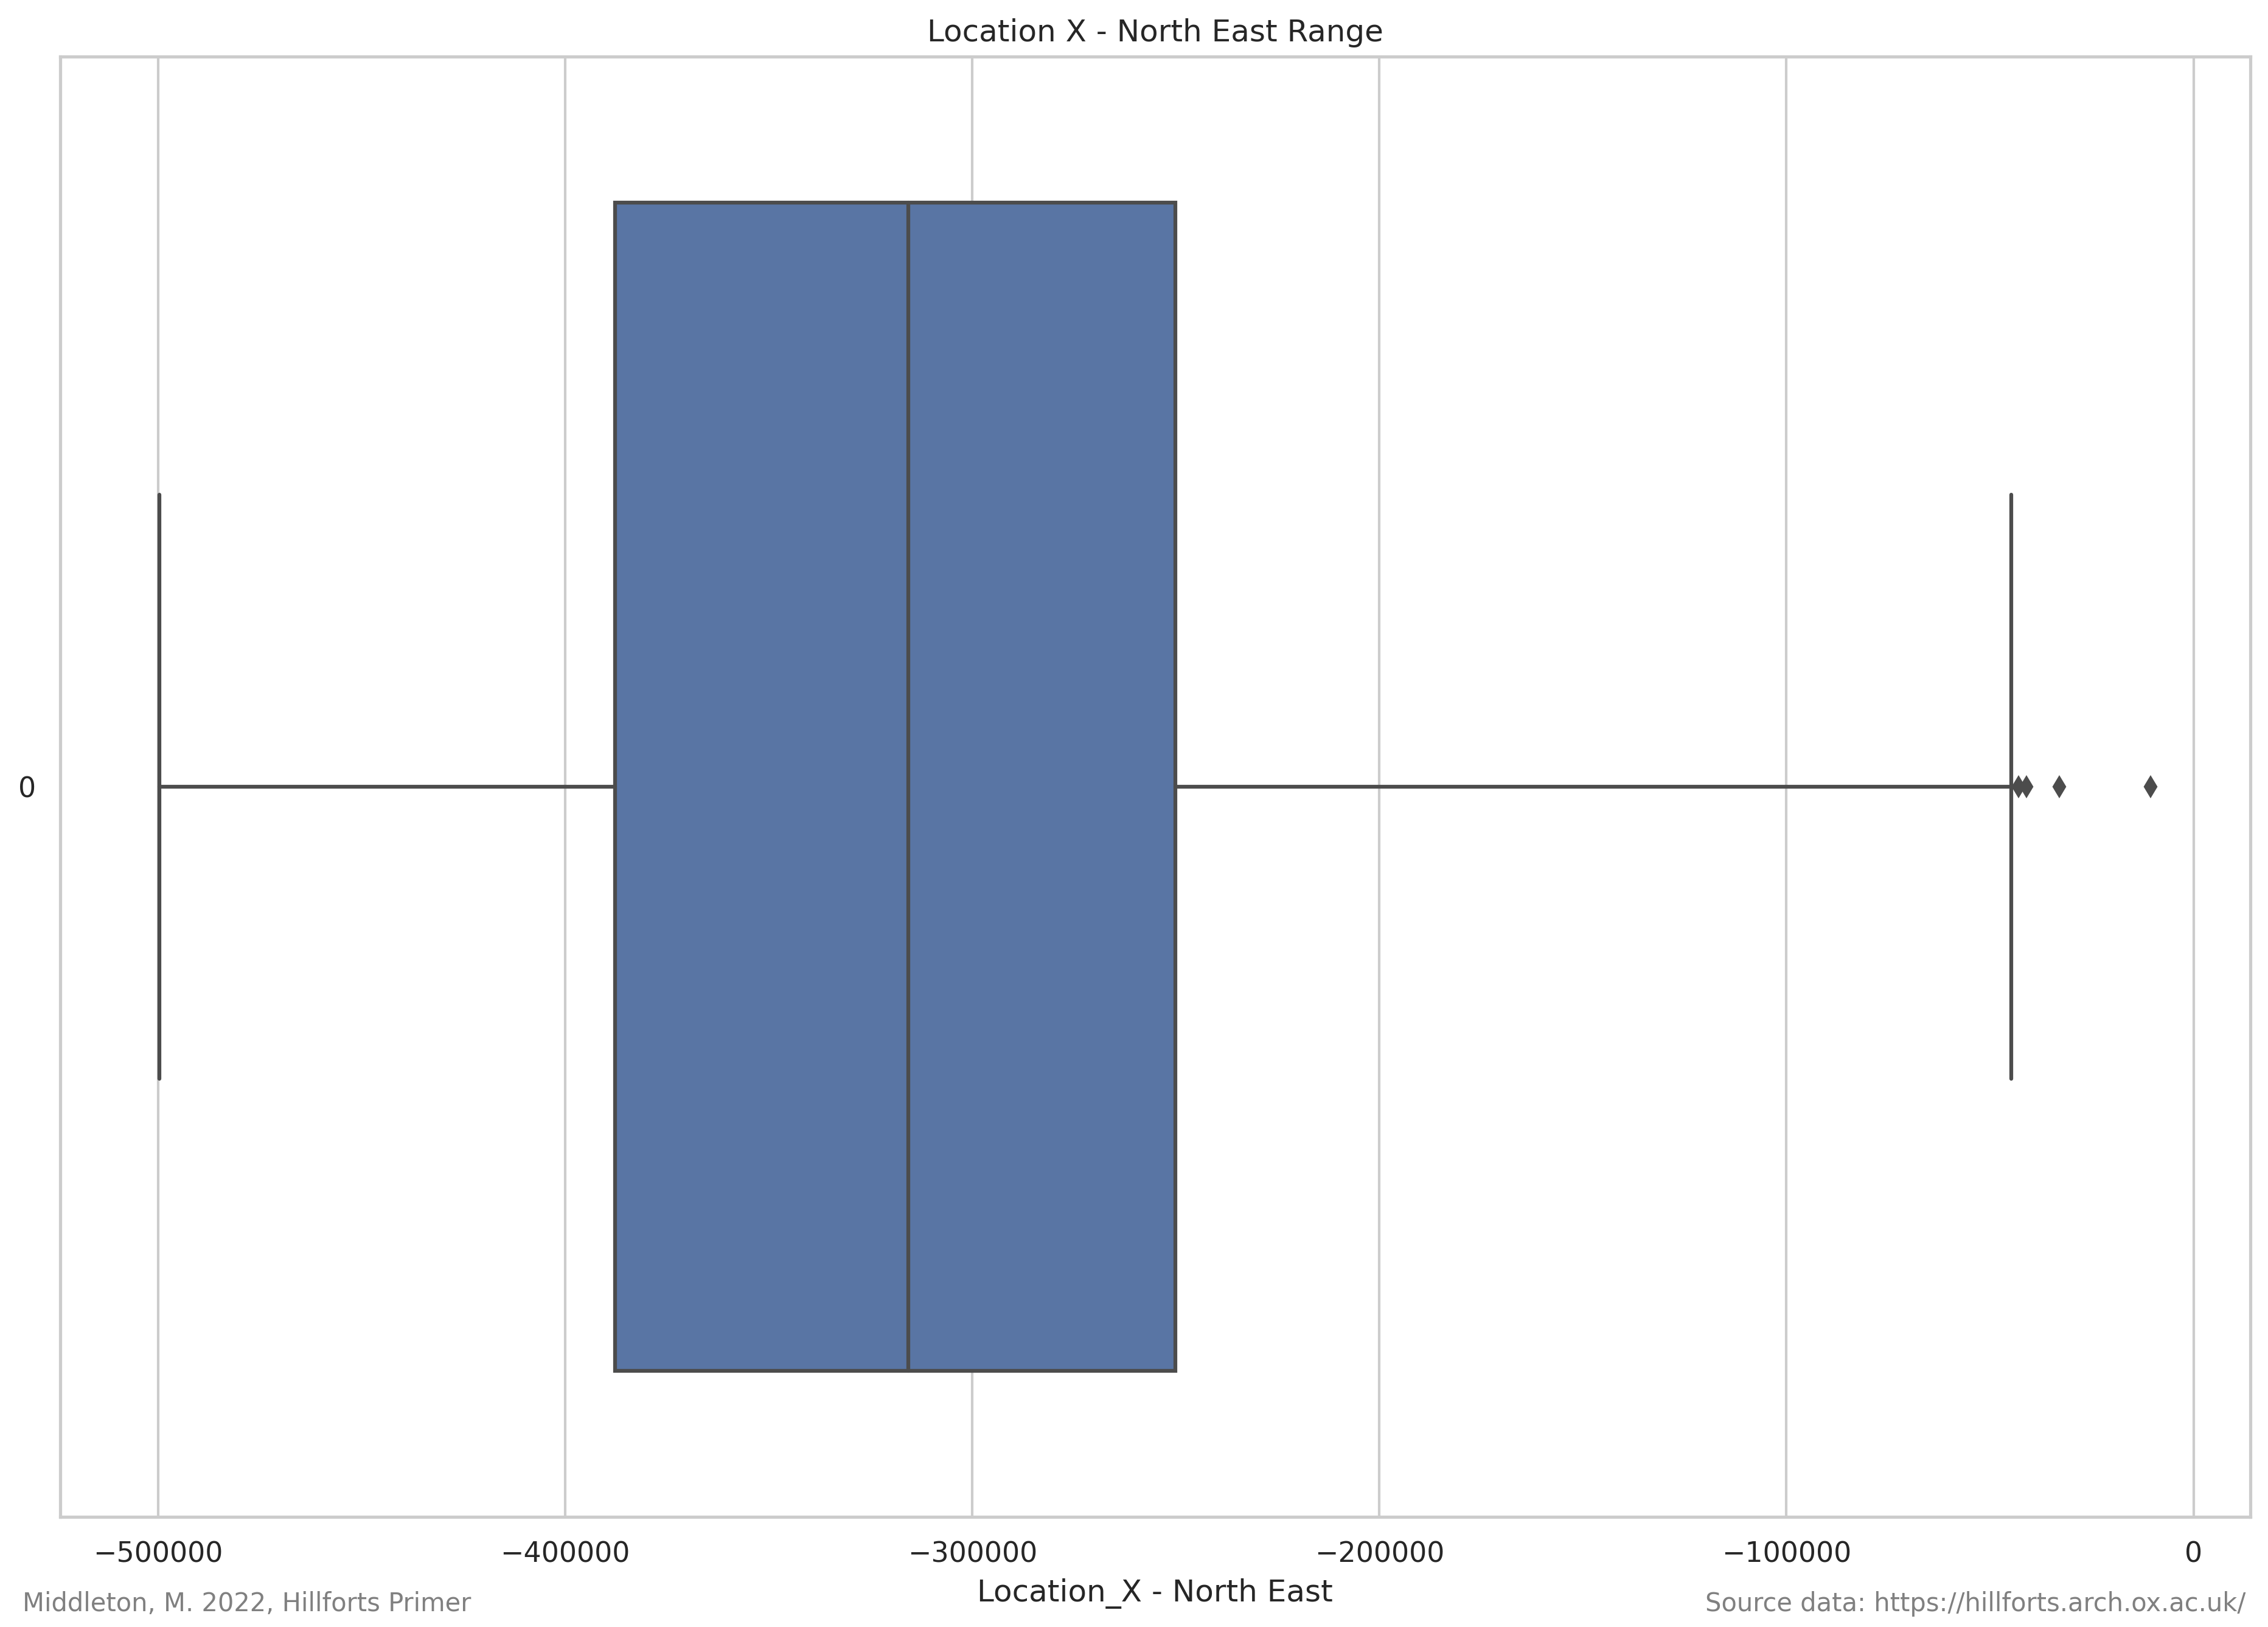 Location X - North East Range
0
−500000
−400000
−300000
−200000
−100000
0
Location_X - North East
Middleton, M. 2022, Hillforts Primer
Source data: https://hillforts.arch.ox.ac.uk/